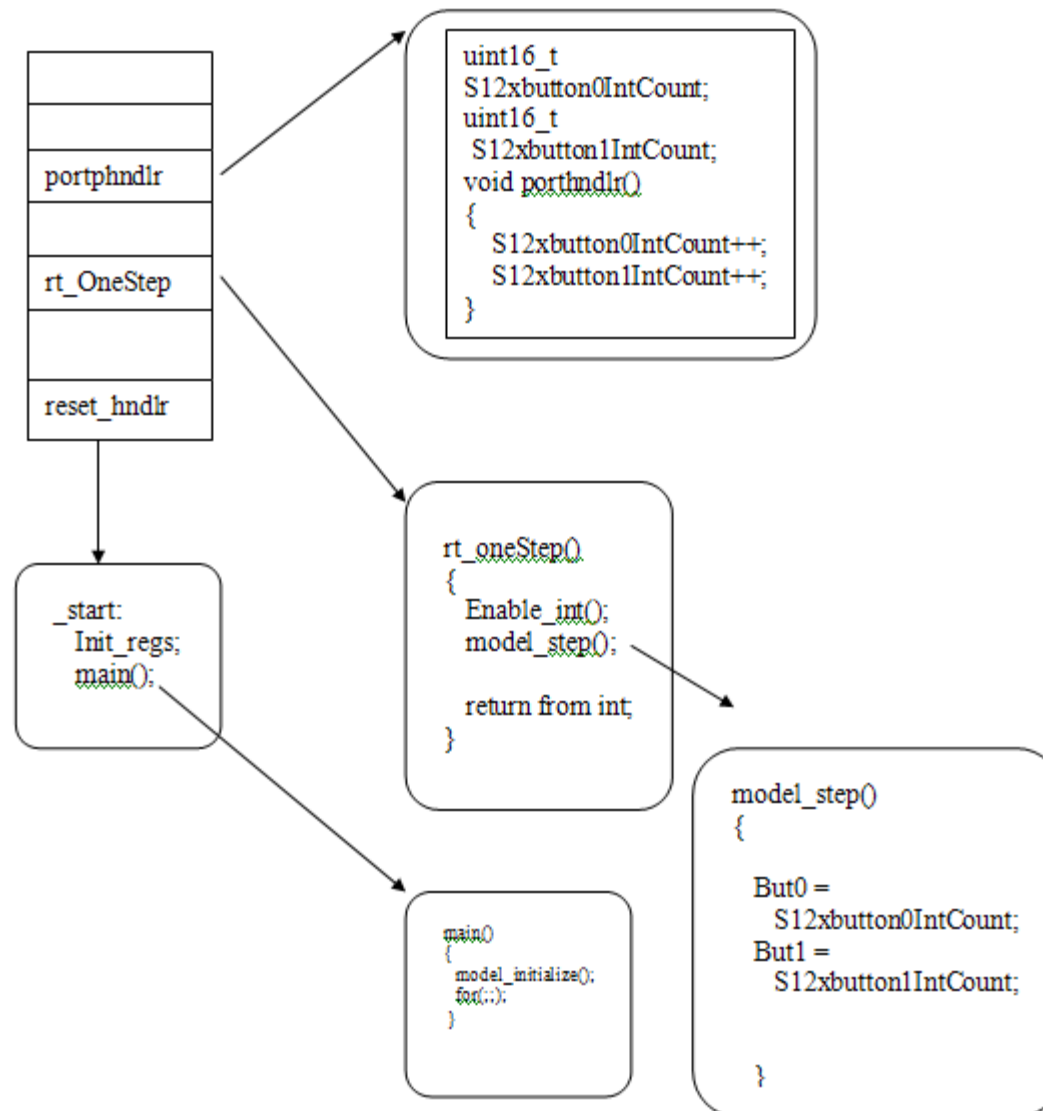 portphndlr
rt_OneStep
reset_hndlr
uint16_t
S12xbutton0IntCount;
uint16_t
S12xbutton1IntCount;
void porthndlr()
{
S12xbutton0IntCount++;
S12xbutton1IntCount++;
}
_start:
Init_regs;
main();
rt_oneStep()
{
Enable_int();
model_step();
return from int;
}
main()
{
model_initialize();
for(;;);
}
model_step()
{
But0 =
S12xbutton0IntCount;
But1 =
S12xbutton1IntCount;
}